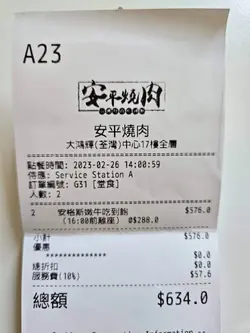 A23
安平燒肉
安平燒肉
大鴻輝(荃灣)中心17樓全層
點餐時間: 2023-02-26 14:00:59
侍應: Service Station A
訂單編號: G31 [堂食]
人數: 2
2 安格斯嫩牛吃到飽 $576.0
(16:00前離座) @$288.0
小計 $576.0
優惠
**************** $0.0
總折扣 $0.0
服務費(10%) $57.6
總額 $634.0